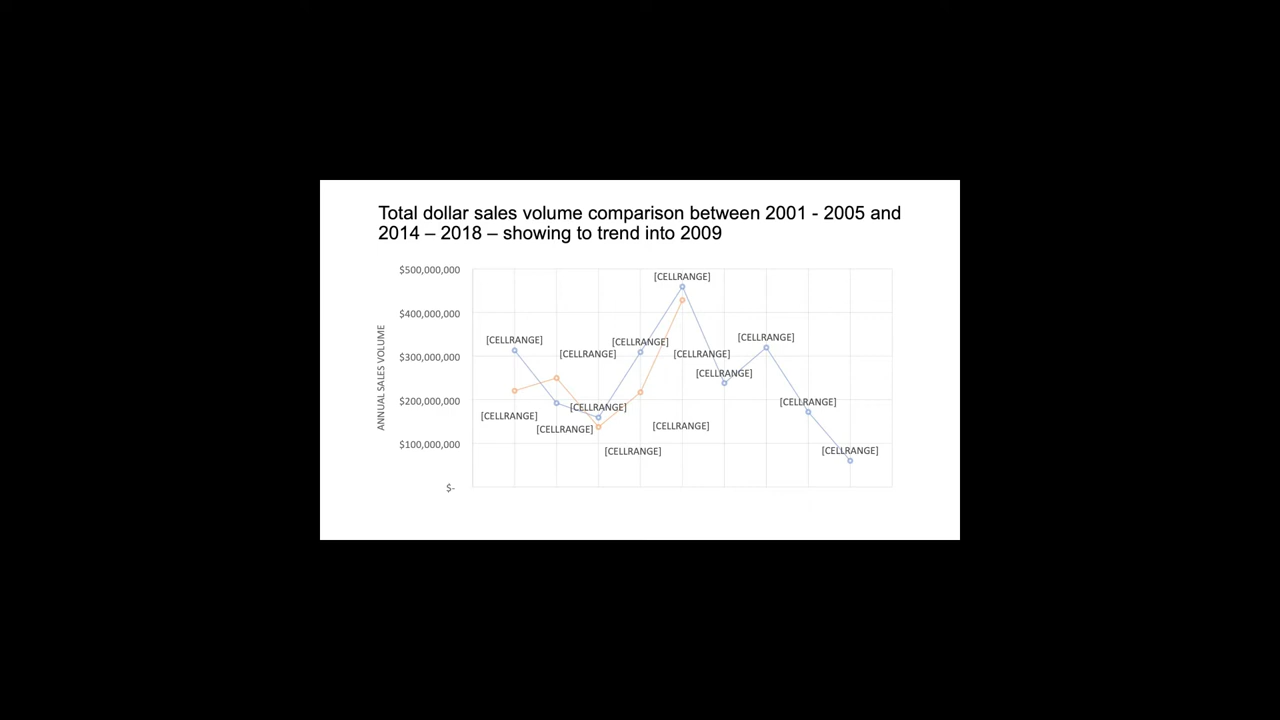 Total dollar sales volume comparison between 2001 - 2005 and
2014 – 2018 – showing to trend into 2009
$500,000,000
$400,000,000
$300,000,000
$200,000,000
$100,000,000
$-
ANNUAL SALES VOLUME
[CELLRANGE]
[CELLRANGE]
[CELLRANGE]
[CELLRANGE]
[CELLRANGE]
[CELLRANGE]
[CELLRANGE]
[CELLRANGE]
[CELLRANGE]
[CELLRANGE]
[CELLRANGE]
[CELLRANGE]
[CELLRANGE]
[CELLRANGE]